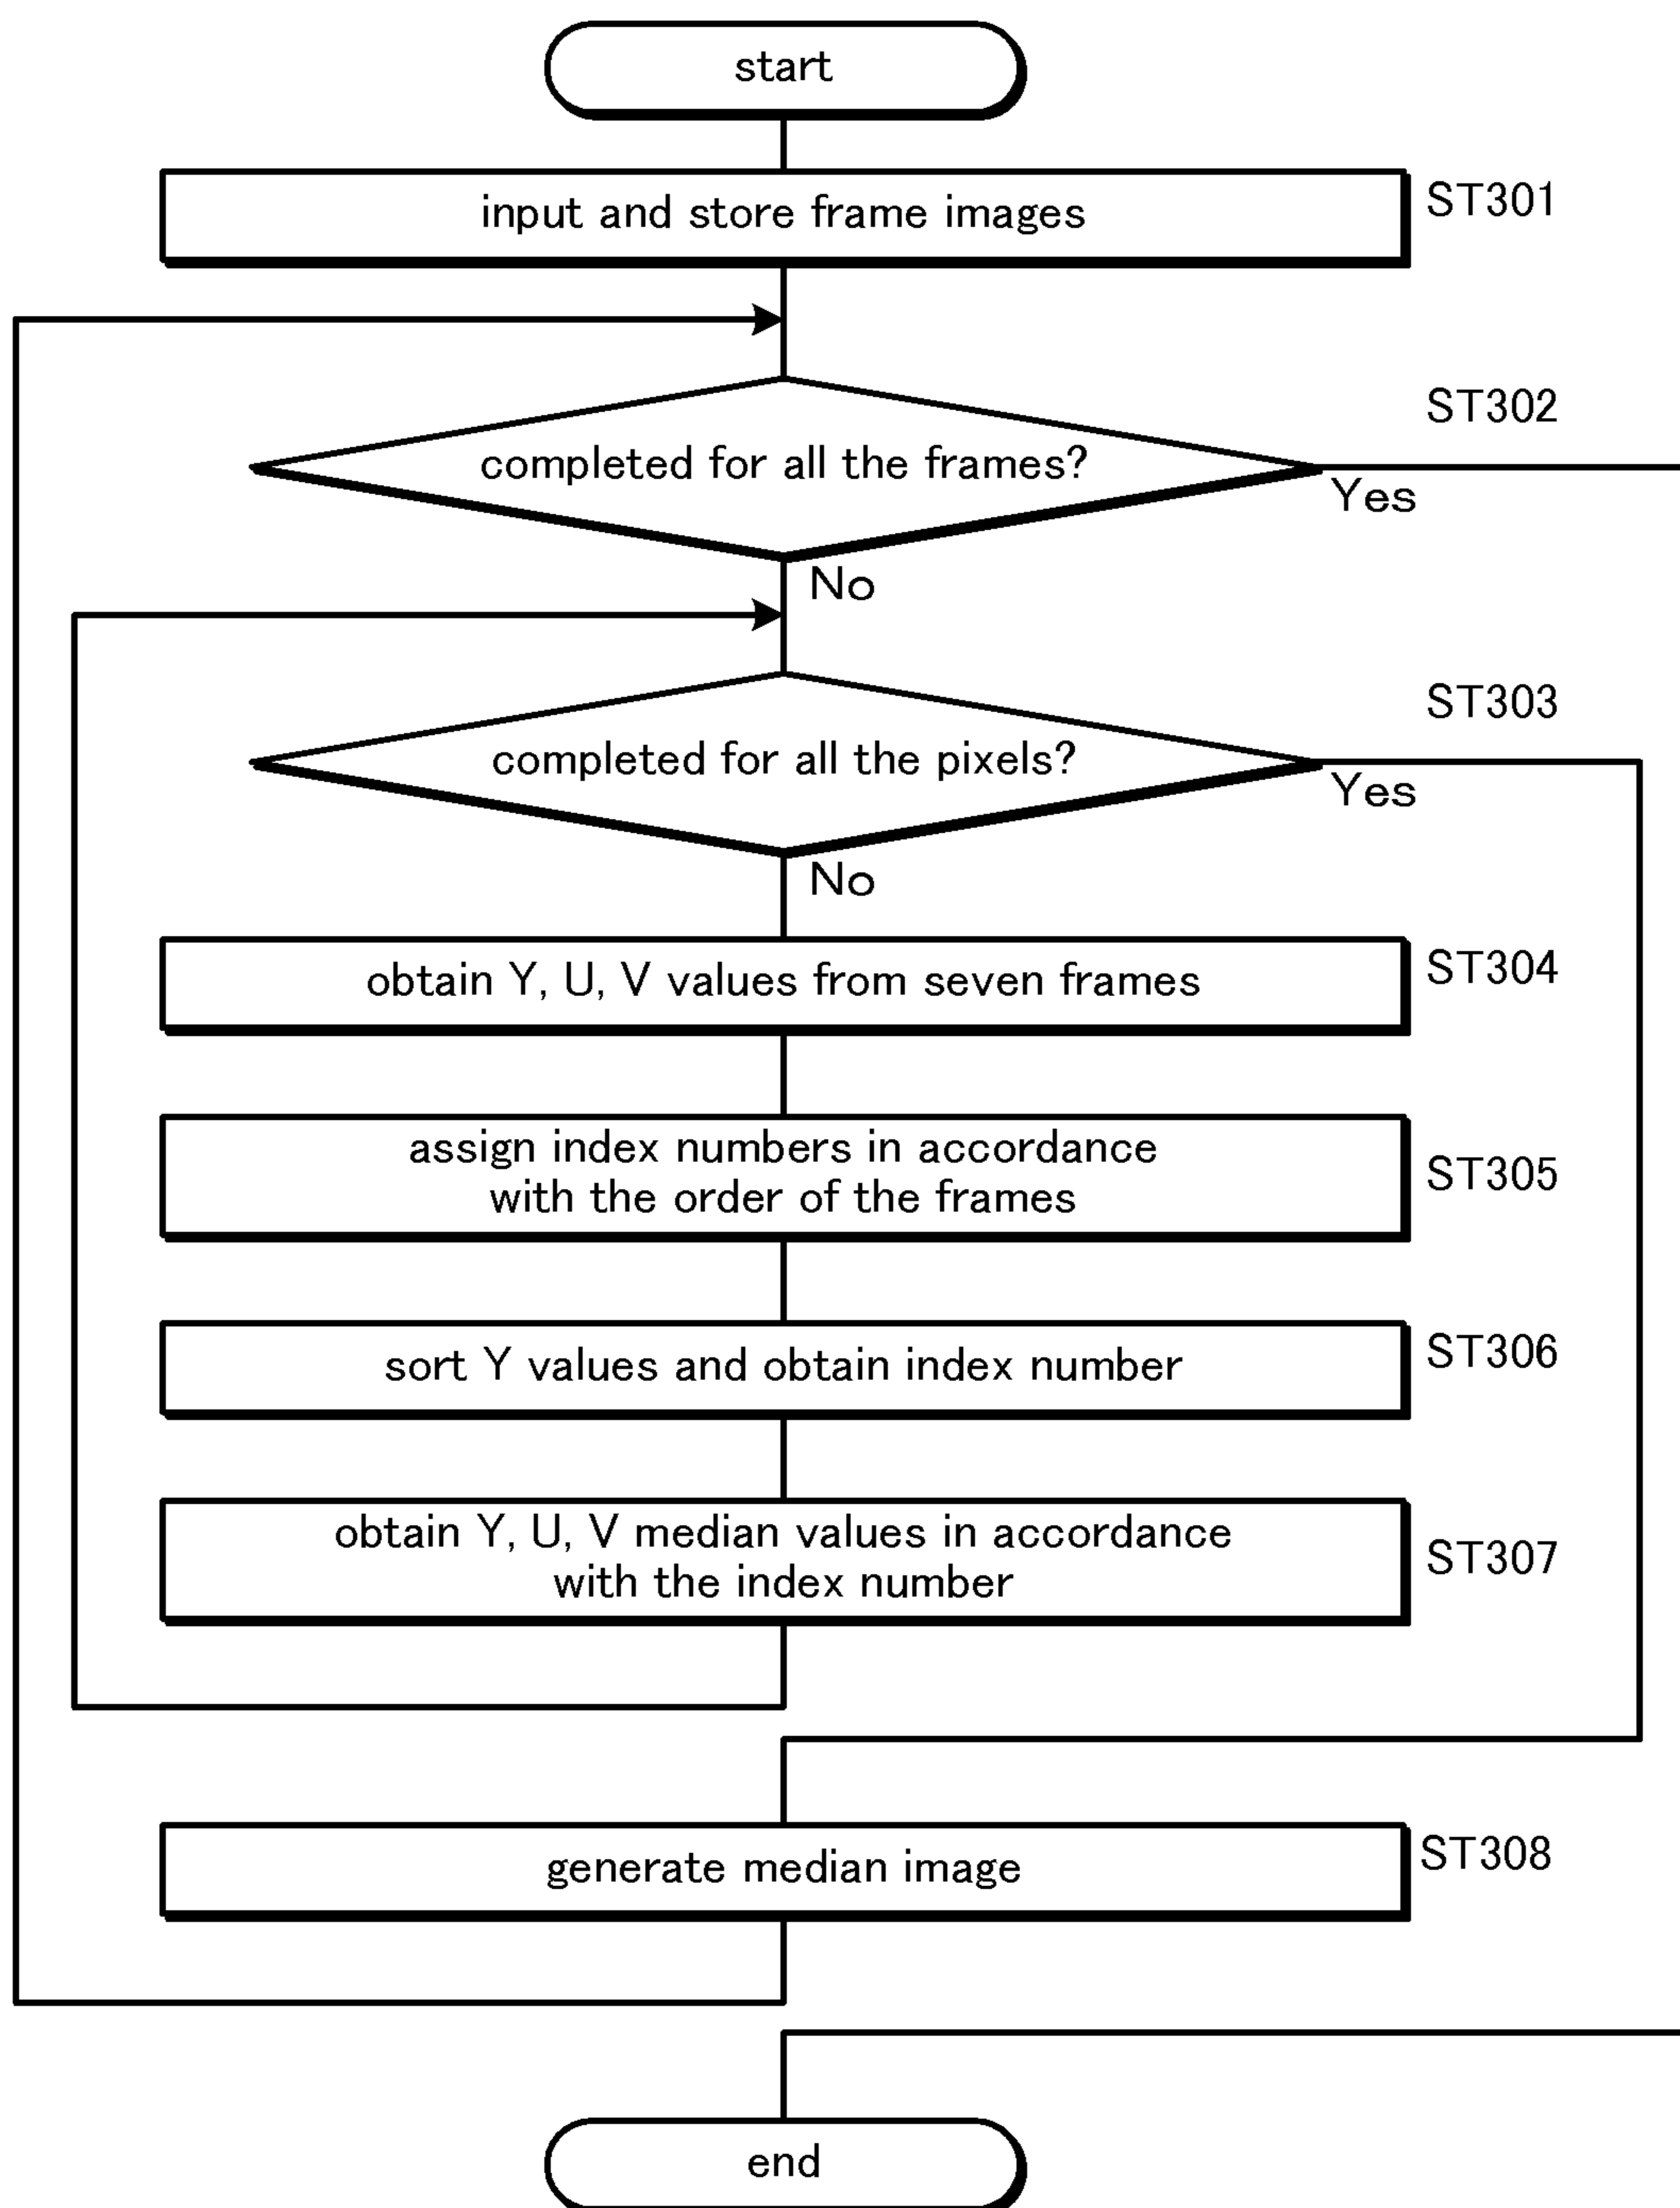 start
input and store frame images
ST301
completed for all the frames?
ST302
Yes
No
completed for all the pixels?
ST303
Yes
No
obtain Y, U, V values from seven frames
ST304
assign index numbers in accordance
with the order of the frames
ST305
sort Y values and obtain index number
ST306
obtain Y, U, V median values in accordance
with the index number
ST307
generate median image
ST308
end